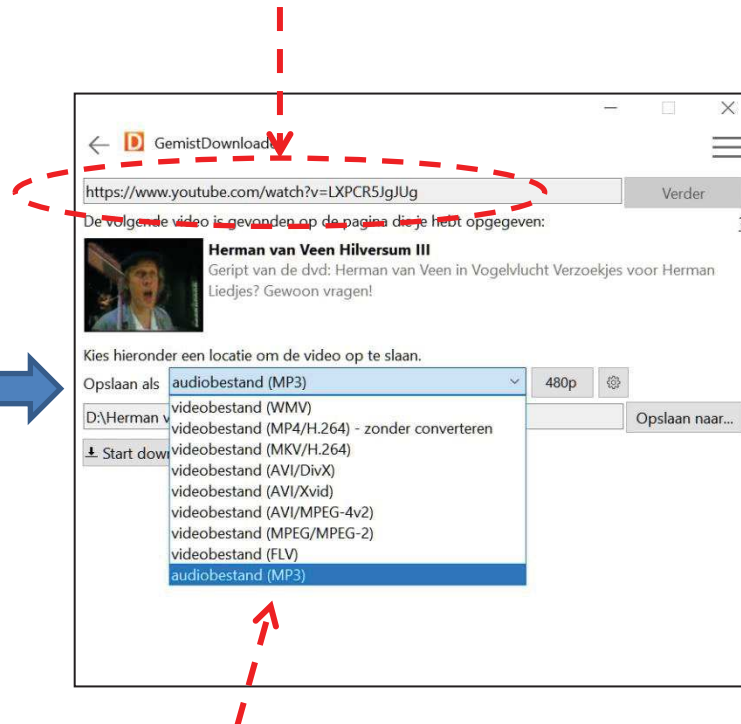 GemistDownloade
https://www.youtube.com/watch?v=LXPCR5JgJUg
Verder
De volgende video is gevonden op de pagina die je hebt opgegeven:
Herman van Veen Hilversum III
Geript van de dvd: Herman van Veen in Vogelvlucht Verzoekjes voor Herman
Liedjes? Gewoon vragen!
Kies hieronder een locatie om de video op te slaan.
Opslaan als audiobestand (MP3) 480p
D:\Herman v Opslaan naar...
videobestand (WMV)
videobestand (MP4/H.264) - zonder converteren
Start dow
videobestand (MKV/H.264)
videobestand (AVI/DivX)
videobestand (AVI/Xvid)
videobestand (AVI/MPEG-4v2)
videobestand (MPEG/MPEG-2)
videobestand (FLV)
audiobestand (MP3)